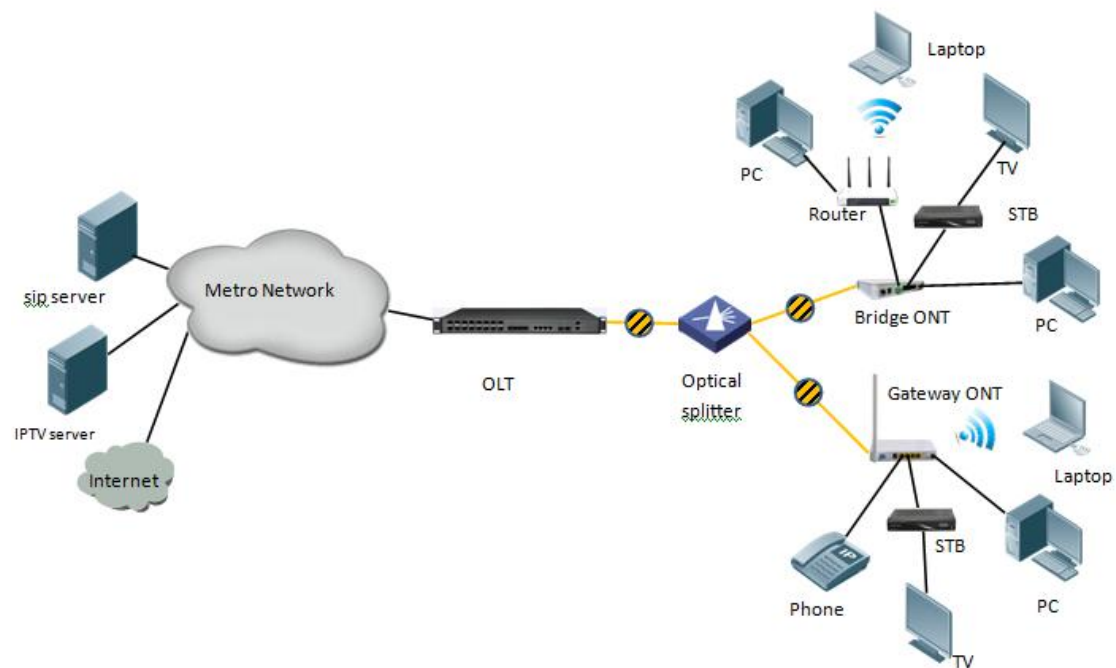 Laptop
PC
TV
Router
STB
sip server
Metro Network
Bridge ONT
PC
OLT
Optical
splitter
Gateway ONT
IPTV server
Internet
Laptop
IP
STB
Phone
PC
TV